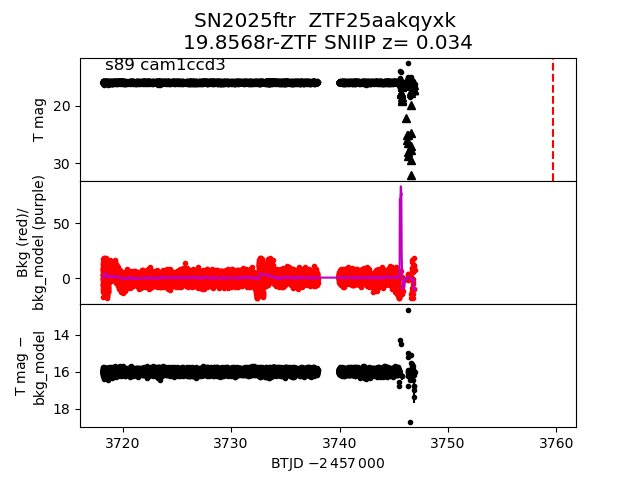 SN2025ftr  ZTF25aakqyxk
19.8568r-ZTF SNIIP z= 0.034
s89 cam1ccd3
T mag
20
30
Bkg (red)/
bkg_model (purple)
50
0
T mag −
bkg_model
14
16
18
3720
3730
3740
3750
3760
BTJD −2 457 000